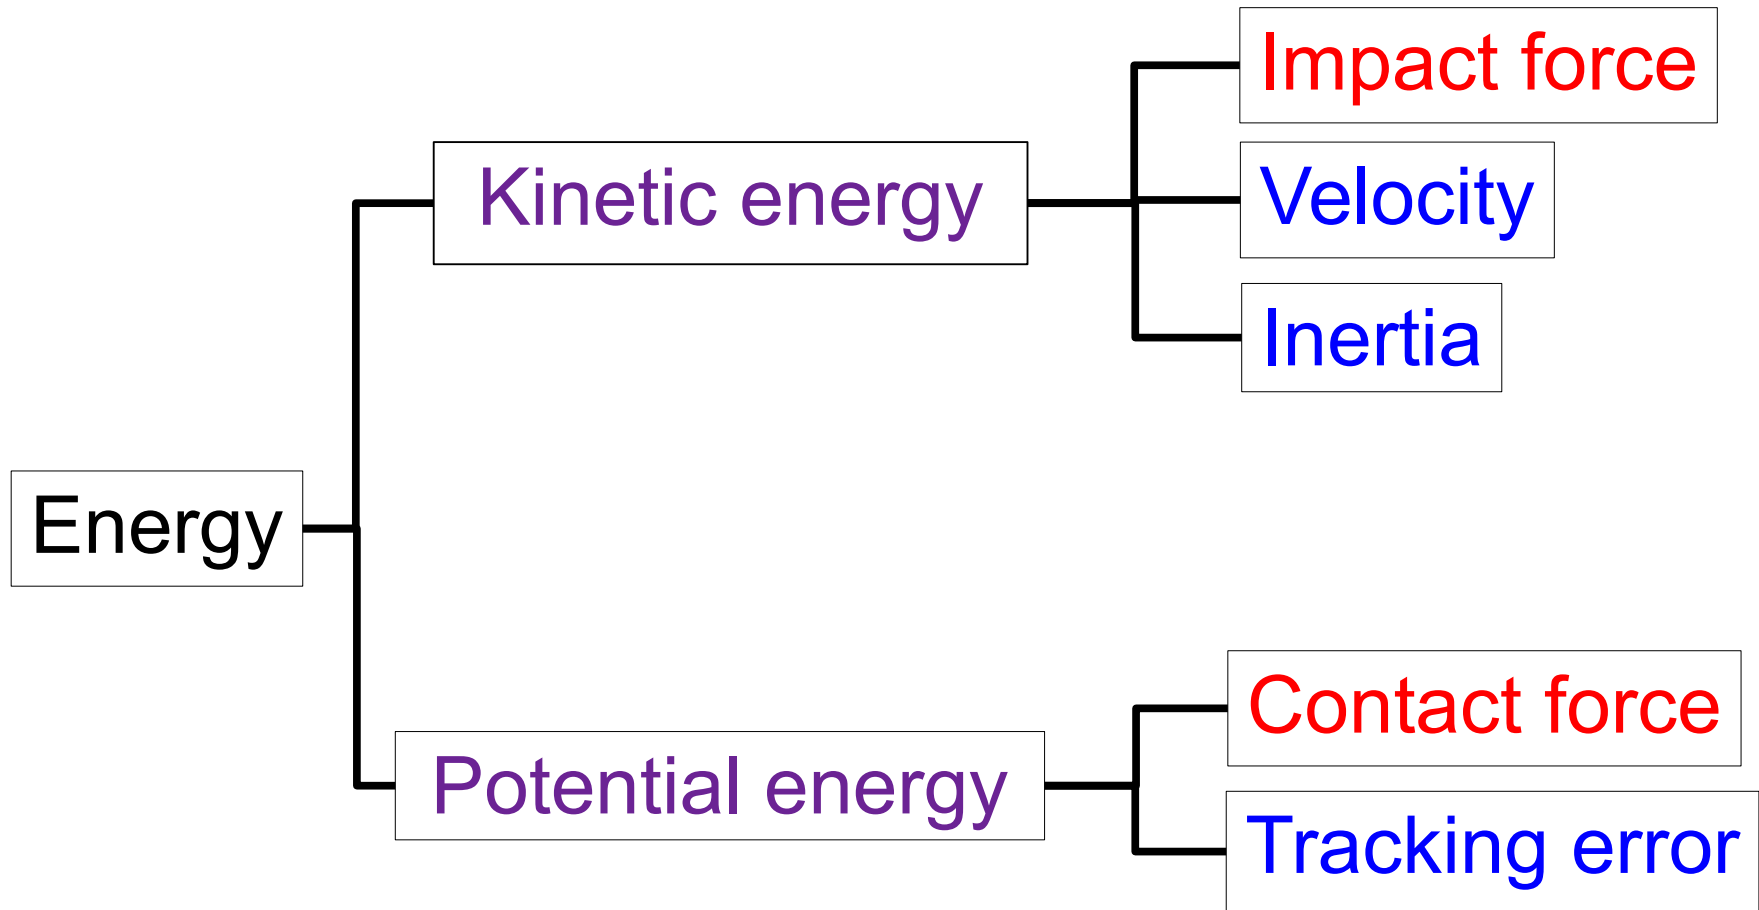 Impact force
Kinetic energy
Velocity
Inertia
Energy
Contact force
Potential energy
Tracking error